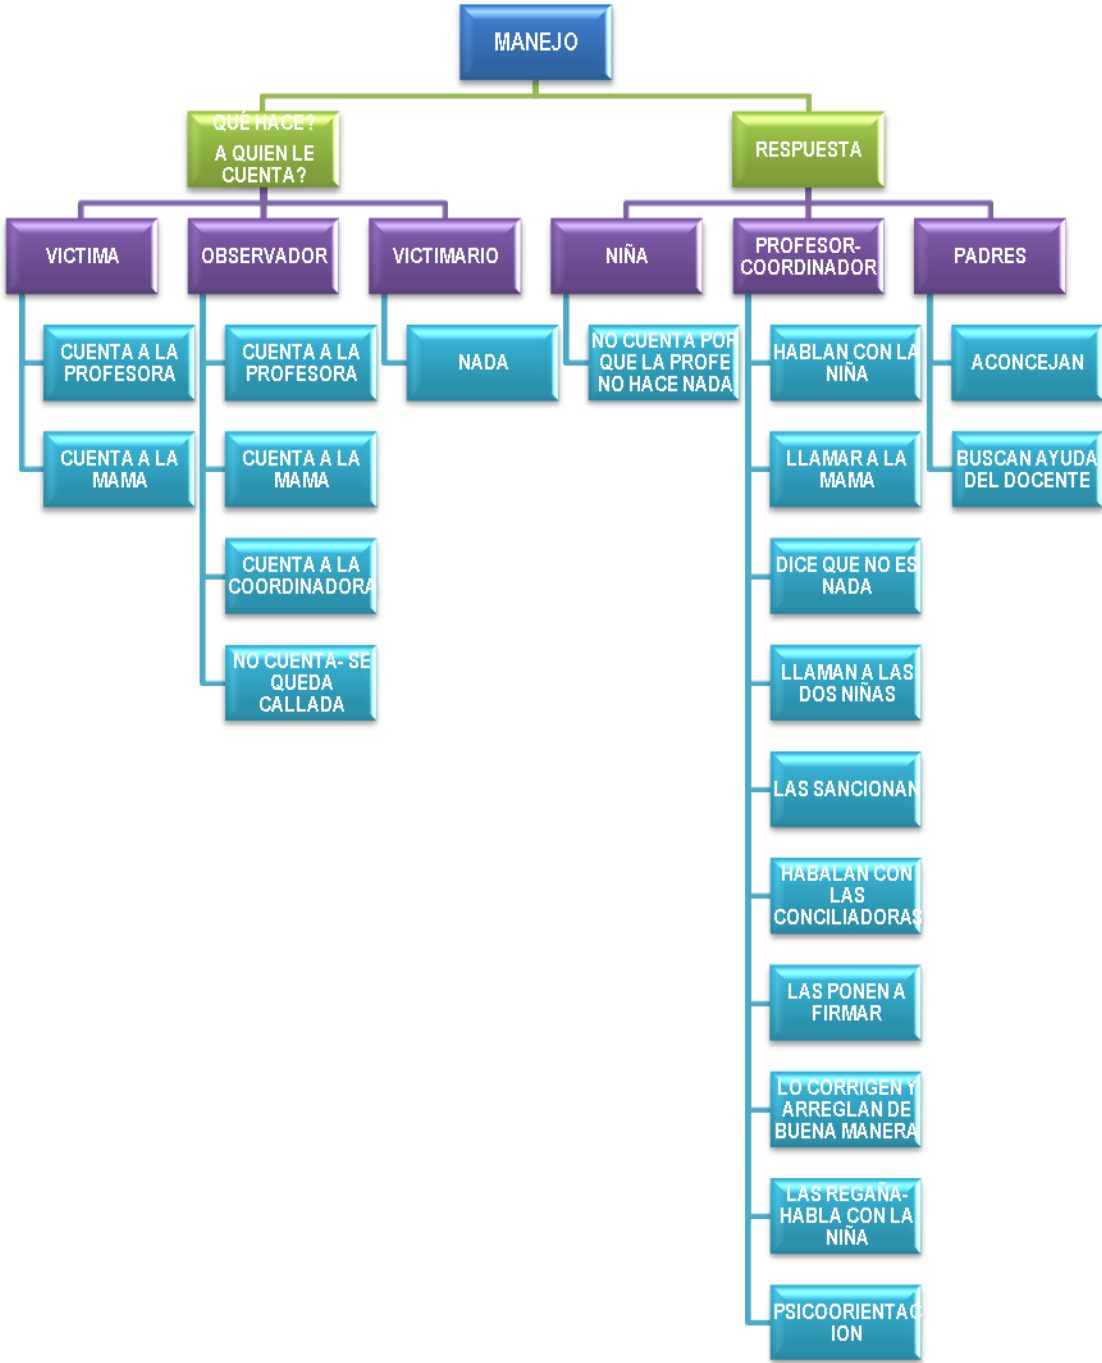 MANEJO
QUÉ HACE?
A QUIEN LE
CUENTA?
RESPUESTA
VICTIMA
OBSERVADOR
VICTIMARIO
NIÑA
PROFESOR-
COORDINADOR
PADRES
CUENTA A LA
PROFESORA
CUENTA A LA
MAMA
CUENTA A LA
PROFESORA
CUENTA A LA
MAMA
CUENTA A LA
COORDINADORA
NO CUENTA- SE
QUEDA
CALLADA
NADA
NO CUENTA POR
QUE LA PROFE
NO HACE NADA
HABLAN CON LA
NIÑA
LLAMAR A LA
MAMA
DICE QUE NO ES
NADA
LLAMAN A LAS
DOS NIÑAS
LAS SANCIONAN
HABALAN CON
LAS
CONCILIADORAS
LAS PONEN A
FIRMAR
LO CORRIGEN Y
ARREGLAN DE
BUENA MANERA
LAS REGAÑA-
HABLA CON LA
NIÑA
PSICOORIENTAC
ION
ACONCEJAN
BUSCAN AYUDA
DEL DOCENTE